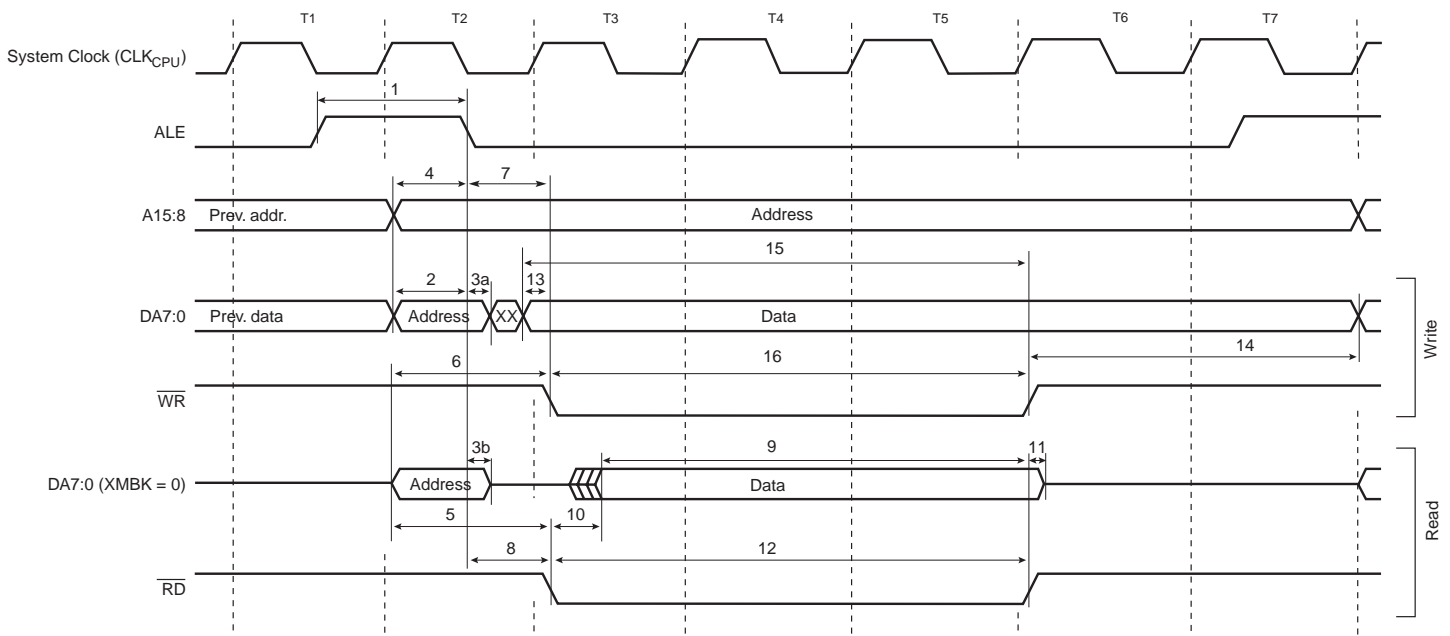 T1 T2 T3 T4 T5 T6 T7
System Clock (CLKCPU)
1
ALE
4 7
A15:8 Prev. addr. Address
15
2 3a 13
DA7:0 Prev. data Address XX Data
14
6 16
WR
Write
3b 9 11
DA7:0 (XMBK = 0) Address Data
5 10
8 12
RD
Read